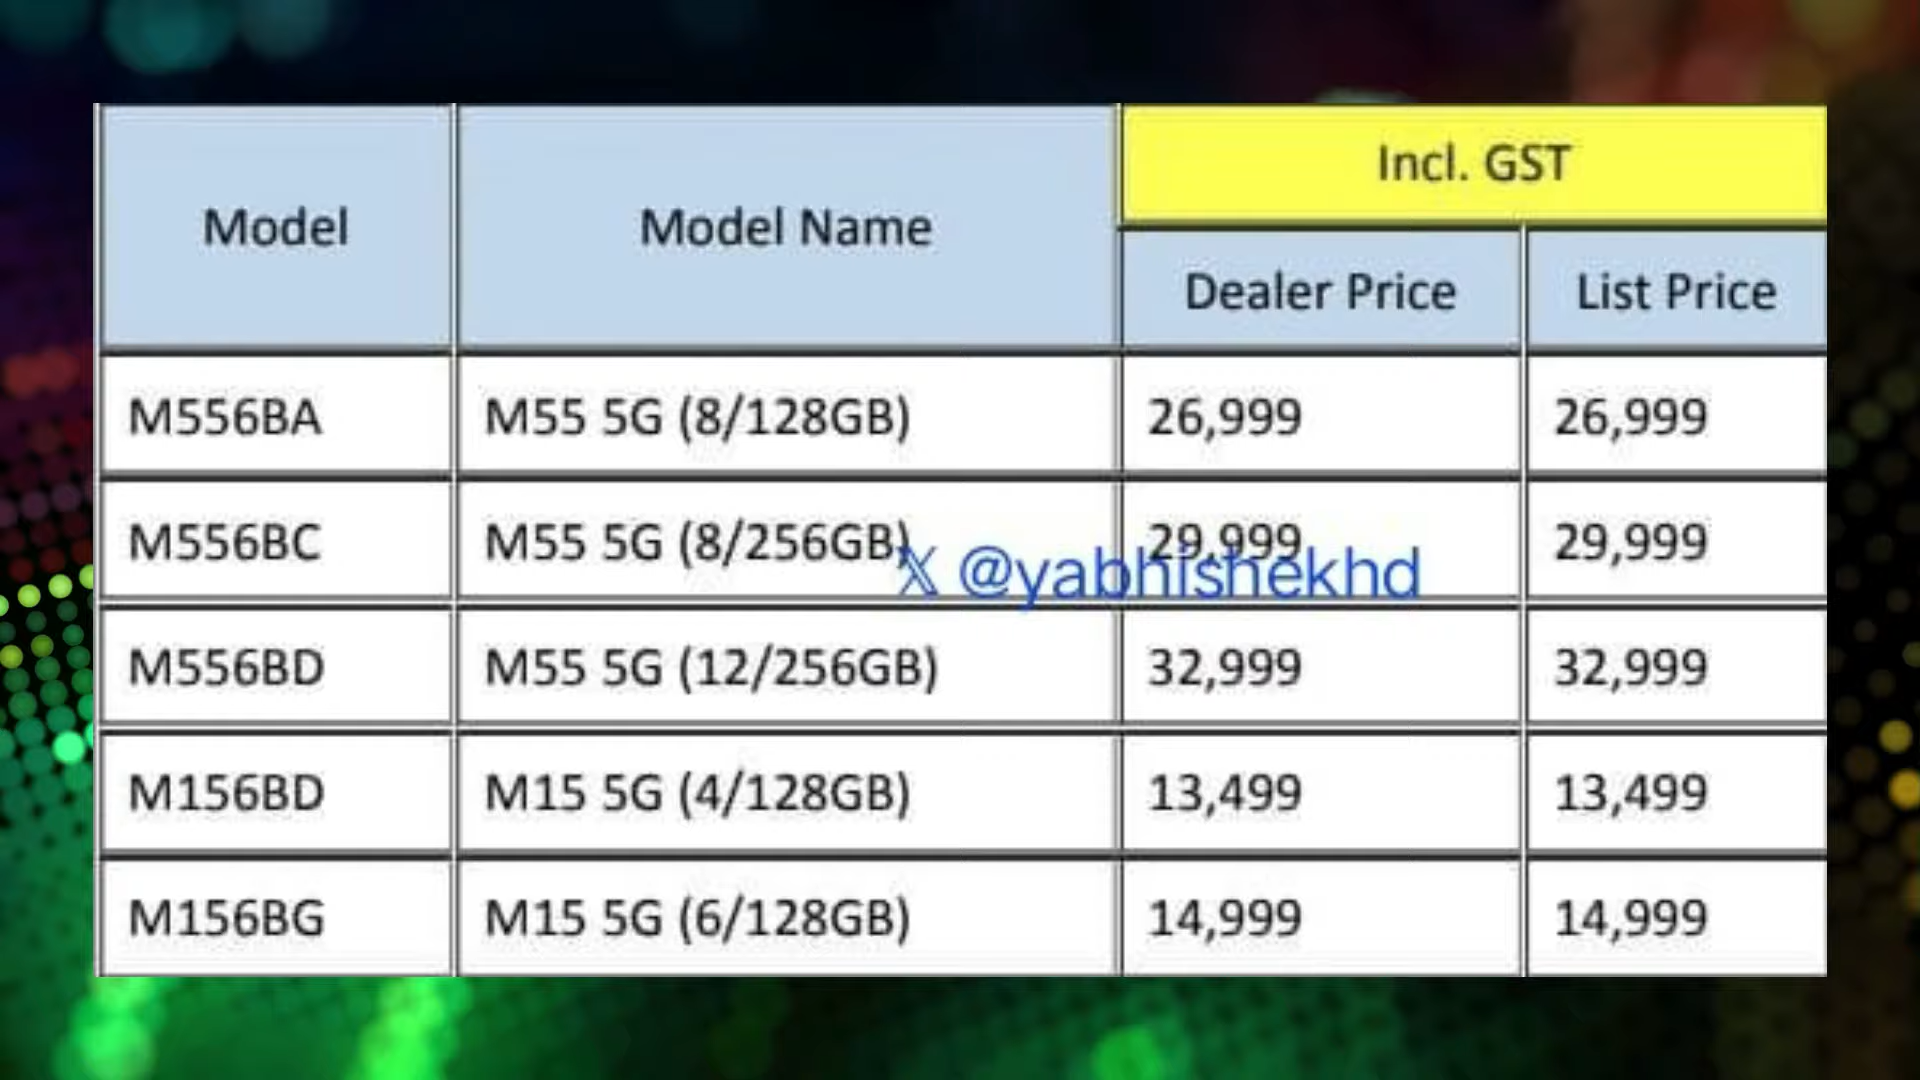 Model Model Name Incl. GST
Dealer Price List Price
M556BA M55 5G (8/128GB) 26,999 26,999
M556BC M55 5G (8/256GB) 29,999 29,999
X @yabhishekhd
M556BD M55 5G (12/256GB) 32,999 32,999
M156BD M15 5G (4/128GB) 13,499 13,499
M156BG M15 5G (6/128GB) 14,999 14,999